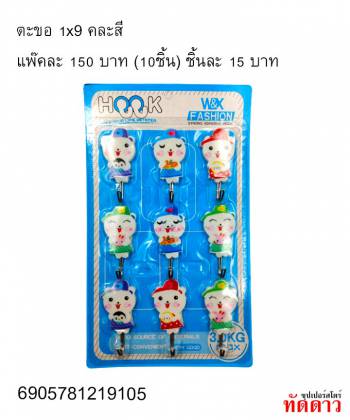 ตะขอ 1x9 คละสี
แพ๊คละ 150 บาท (10ชิ้น) ชิ้นละ 15 บาท
HOOK
W&X
FASHION
3.0KG
MAX
6905781219105
ซุปเปอร์สโตร์
ทัดดาว